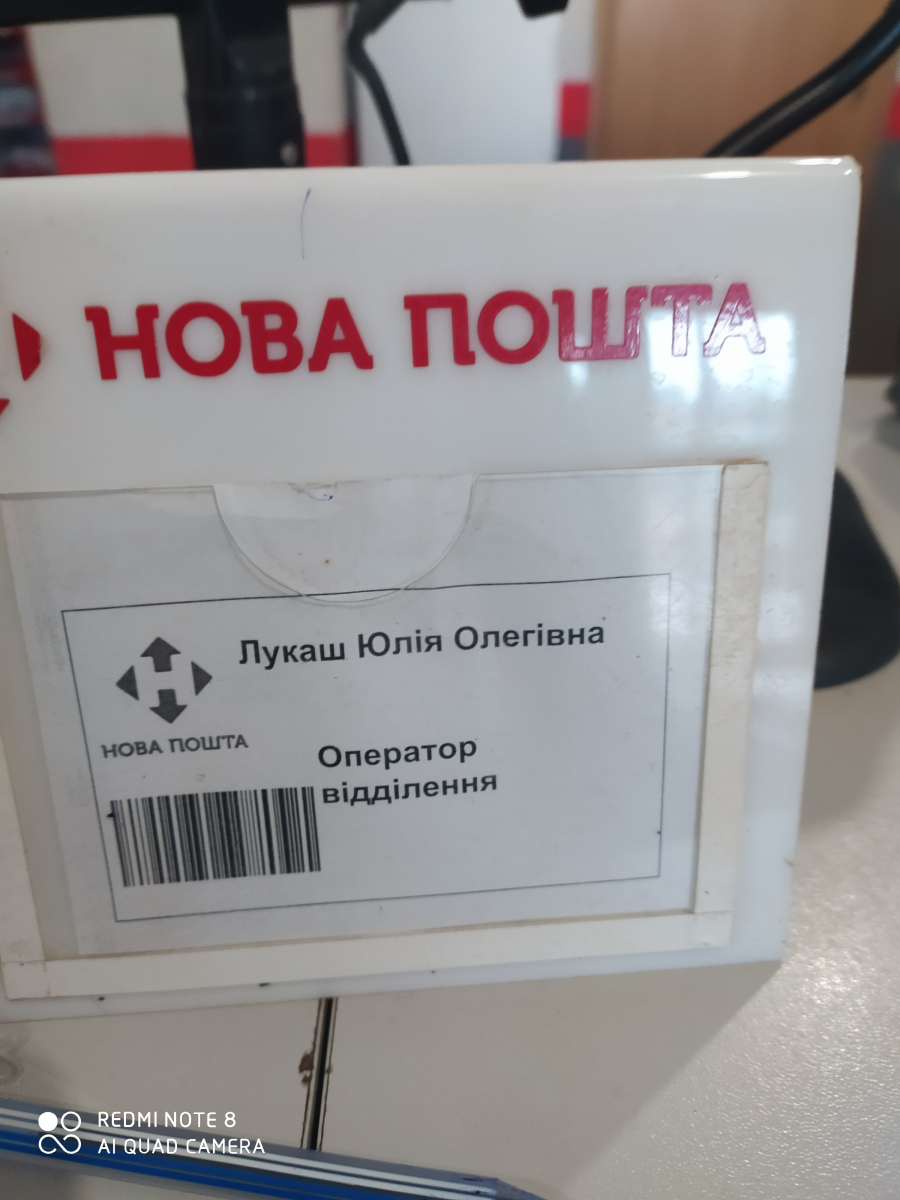 НОВА ПОШТА
Лукаш Юлія Олегівна
НОВА ПОШТА
Оператор
відділення
REDMI NOTE 8
AI QUAD CAMERA